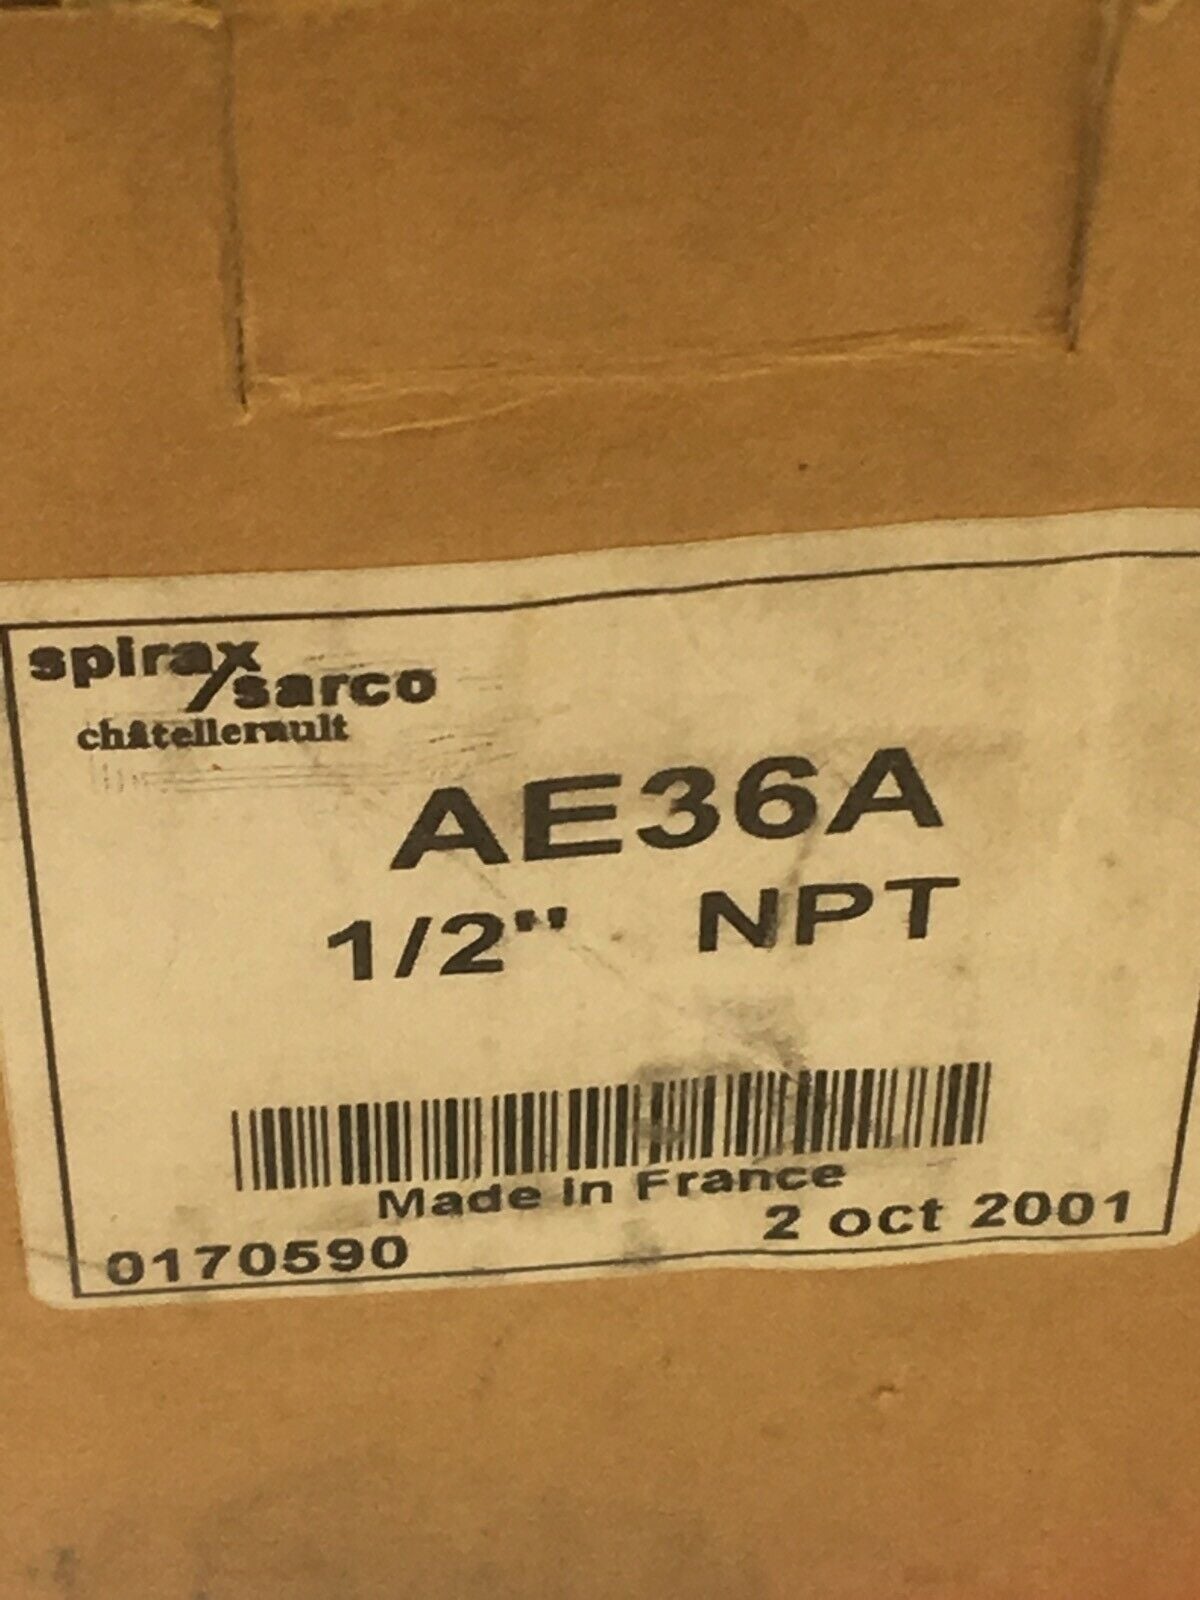 spirax
sarco
châtellerault
AE36A
1/2" NPT
Made in France
0170590 2 oct 2001